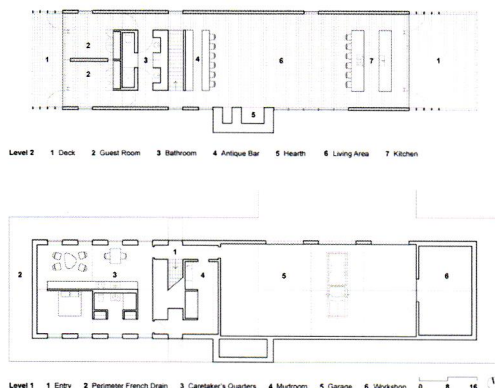 2
1 3 4 6 7 1
2
5
Level 2 1 Deck 2 Guest Room 3 Bathroom 4 Antique Bar 5 Hearth 6 Living Area 7 Kitchen
1
2 3 4 5 6
Level 1 1 Entry 2 Perimeter French Drain 3 Caretaker's Quaders 4 Mudroom 5 Garage 6 Workshop 0 8 16